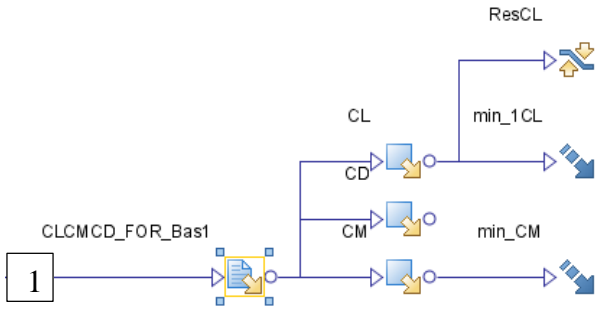 ResCL
CL
min_1CL
CD
CLCMCD_FOR_Bas1
CM
min_CM
1